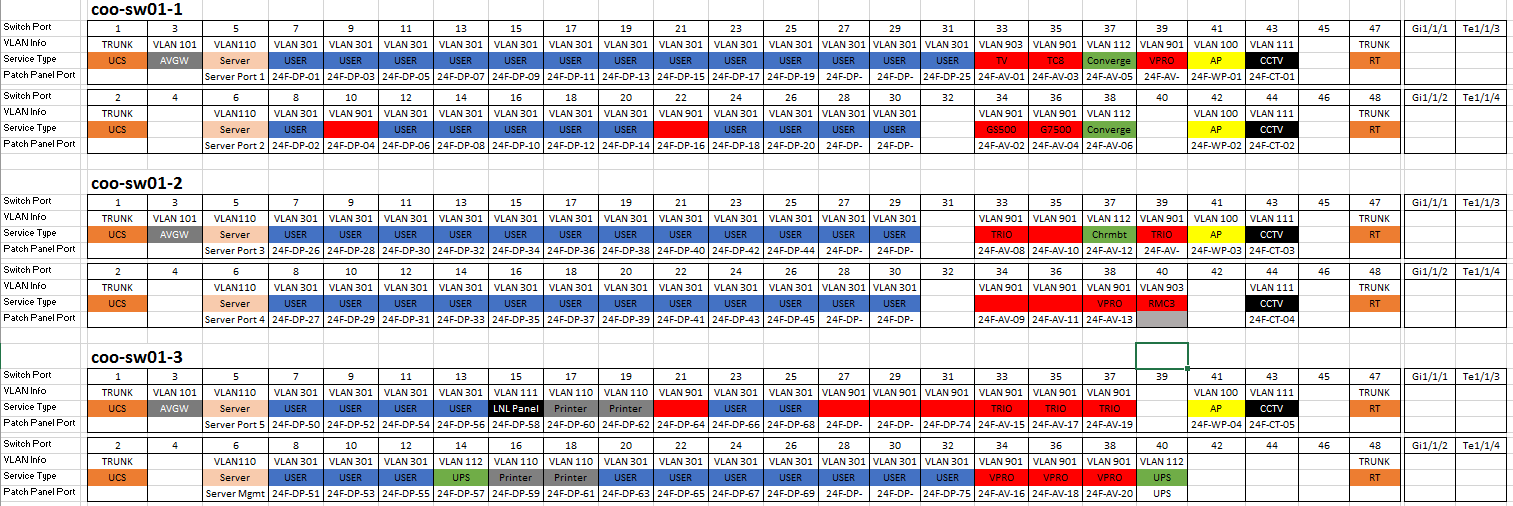 coo-sw01-1
Switch Port 1 3 5 7 9 11 13 15 17 19 21 23 25 27 29 31 33 35 37 39 41 43 45 47 Gi1/1/1 Te1/1/3
VLAN Info TRUNK VLAN 101 VLAN110 VLAN 301 VLAN 301 VLAN 301 VLAN 301 VLAN 301 VLAN 301 VLAN 301 VLAN 301 VLAN 301 VLAN 301 VLAN 301 VLAN 301 VLAN 301 VLAN 903 VLAN 901 VLAN 112 VLAN 901 VLAN 100 VLAN 111 TRUNK
Service Type UCS AVGW Server USER USER USER USER USER USER USER USER USER USER USER USER USER TV TC8 Converge VPRO AP CCTV RT
Patch Panel Port Server Port 1 24F-DP-01 24F-DP-03 24F-DP-05 24F-DP-07 24F-DP-09 24F-DP-11 24F-DP-13 24F-DP-15 24F-DP-17 24F-DP-19 24F-DP- 24F-DP- 24F-DP-25 24F-AV-01 24F-AV-03 24F-AV-05 24F-AV- 24F-WP-01 24F-CT-01
Switch Port 2 4 6 8 10 12 14 16 18 20 22 24 26 28 30 32 34 36 38 40 42 44 46 48 Gi1/1/2 Te1/1/4
VLAN Info TRUNK VLAN110 VLAN 301 VLAN 901 VLAN 301 VLAN 301 VLAN 301 VLAN 301 VLAN 301 VLAN 901 VLAN 301 VLAN 301 VLAN 301 VLAN 301 VLAN 901 VLAN 901 VLAN 112 VLAN 100 VLAN 111 TRUNK
Service Type UCS Server USER USER USER USER USER USER USER USER USER USER GS500 G7500 Converge AP CCTV RT
Patch Panel Port Server Port 2 24F-DP-02 24F-DP-04 24F-DP-06 24F-DP-08 24F-DP-10 24F-DP-12 24F-DP-14 24F-DP-16 24F-DP-18 24F-DP-20 24F-DP- 24F-DP- 24F-AV-02 24F-AV-04 24F-AV-06 24F-WP-02 24F-CT-02
coo-sw01-2
Switch Port 1 3 5 7 9 11 13 15 17 19 21 23 25 27 29 31 33 35 37 39 41 43 45 47 Gi1/1/1 Te1/1/3
VLAN Info TRUNK VLAN 101 VLAN110 VLAN 301 VLAN 301 VLAN 301 VLAN 301 VLAN 301 VLAN 301 VLAN 301 VLAN 301 VLAN 301 VLAN 301 VLAN 301 VLAN 301 VLAN 901 VLAN 901 VLAN 112 VLAN 901 VLAN 100 VLAN 111 TRUNK
Service Type UCS AVGW Server USER USER USER USER USER USER USER USER USER USER USER USER TRIO Chrmbt TRIO AP CCTV RT
Patch Panel Port Server Port 3 24F-DP-26 24F-DP-28 24F-DP-30 24F-DP-32 24F-DP-34 24F-DP-36 24F-DP-38 24F-DP-40 24F-DP-42 24F-DP-44 24F-DP- 24F-DP- 24F-AV-08 24F-AV-10 24F-AV-12 24F-AV- 24F-WP-03 24F-CT-03
Switch Port 2 4 6 8 10 12 14 16 18 20 22 24 26 28 30 32 34 36 38 40 42 44 46 48 Gi1/1/2 Te1/1/4
VLAN Info TRUNK VLAN110 VLAN 301 VLAN 301 VLAN 301 VLAN 301 VLAN 301 VLAN 301 VLAN 301 VLAN 301 VLAN 301 VLAN 301 VLAN 301 VLAN 301 VLAN 901 VLAN 901 VLAN 901 VLAN 903 VLAN 111 TRUNK
Service Type UCS Server USER USER USER USER USER USER USER USER USER USER USER USER VPRO RMC3 CCTV RT
Patch Panel Port Server Port 4 24F-DP-27 24F-DP-29 24F-DP-31 24F-DP-33 24F-DP-35 24F-DP-37 24F-DP-39 24F-DP-41 24F-DP-43 24F-DP-45 24F-DP- 24F-DP- 24F-AV-09 24F-AV-11 24F-AV-13 24F-CT-04
coo-sw01-3
Switch Port 1 3 5 7 9 11 13 15 17 19 21 23 25 27 29 31 33 35 37 39 41 43 45 47 Gi1/1/1 Te1/1/3
VLAN Info TRUNK VLAN 101 VLAN110 VLAN 301 VLAN 301 VLAN 301 VLAN 301 VLAN 111 VLAN 110 VLAN 110 VLAN 901 VLAN 301 VLAN 301 VLAN 901 VLAN 901 VLAN 901 VLAN 901 VLAN 901 VLAN 901 VLAN 100 VLAN 111 TRUNK
Service Type UCS AVGW Server USER USER USER USER LNL Panel Printer Printer USER USER TRIO TRIO TRIO AP CCTV RT
Patch Panel Port Server Port 5 24F-DP-50 24F-DP-52 24F-DP-54 24F-DP-56 24F-DP-58 24F-DP-60 24F-DP-62 24F-DP-64 24F-DP-66 24F-DP-68 24F-DP- 24F-DP- 24F-DP-74 24F-AV-15 24F-AV-17 24F-AV-19 24F-WP-04 24F-CT-05
Switch Port 2 4 6 8 10 12 14 16 18 20 22 24 26 28 30 32 34 36 38 40 42 44 46 48 Gi1/1/2 Te1/1/4
VLAN Info TRUNK VLAN110 VLAN 301 VLAN 301 VLAN 301 VLAN 112 VLAN 110 VLAN 110 VLAN 301 VLAN 301 VLAN 301 VLAN 301 VLAN 301 VLAN 301 VLAN 301 VLAN 901 VLAN 901 VLAN 901 VLAN 112 TRUNK
Service Type UCS Server USER USER USER UPS Printer Printer USER USER USER USER USER USER USER VPRO VPRO VPRO UPS RT
Patch Panel Port Server Mgmt 24F-DP-51 24F-DP-53 24F-DP-55 24F-DP-57 24F-DP-59 24F-DP-61 24F-DP-63 24F-DP-65 24F-DP-67 24F-DP-69 24F-DP- 24F-DP- 24F-DP-75 24F-AV-16 24F-AV-18 24F-AV-20 UPS